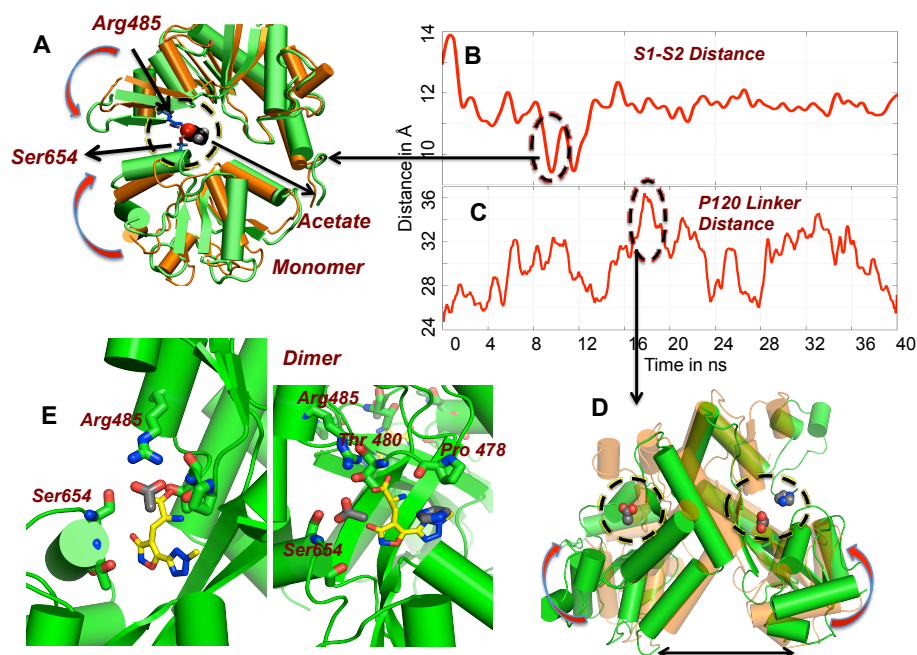 Arg485
A
Ser654
Acetate
Monomer
Distance in Å
14
12
10
B
S1-S2 Distance
36
32
28
24
C
P120 Linker
Distance
0 4 8 12 16 20 24 28 32 36 40
Time in ns
Dimer
E
Arg485
Ser654
Arg485
Thr 480
Pro 478
Ser654
D